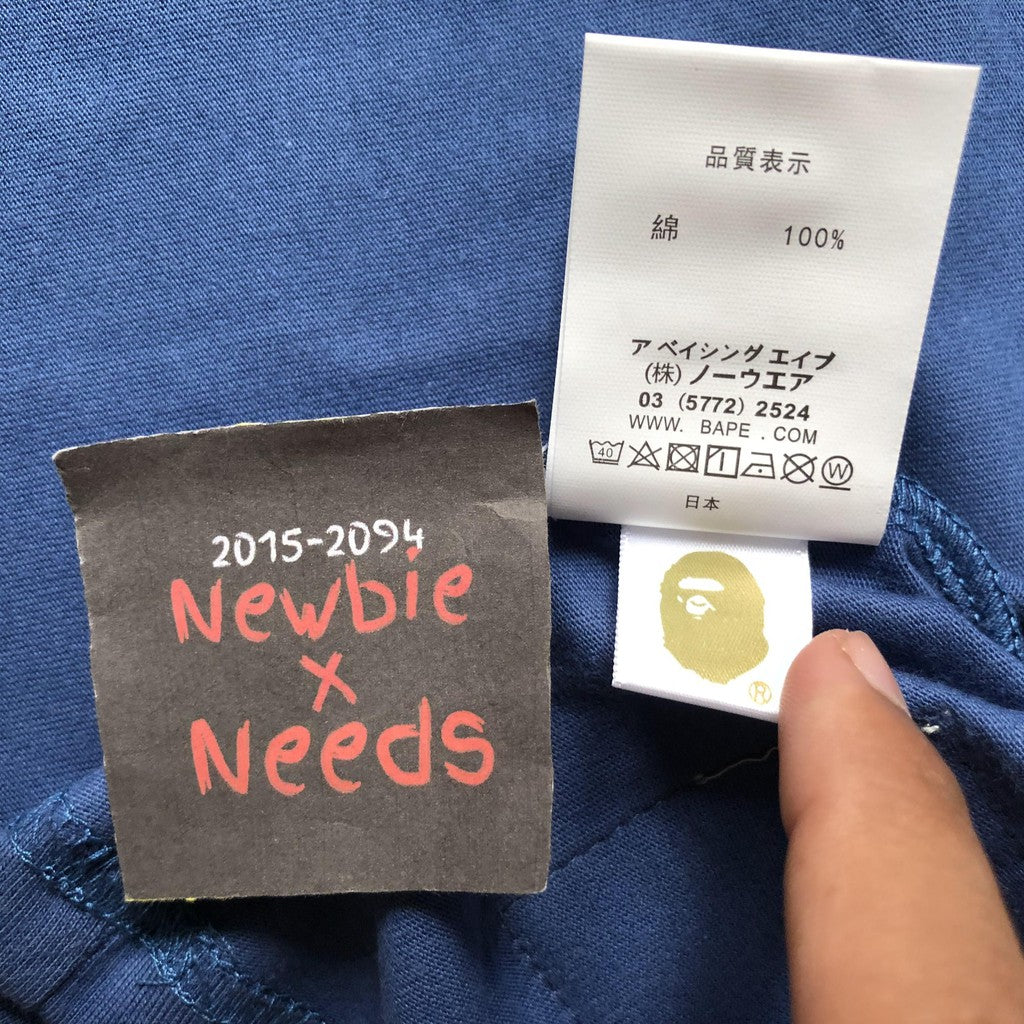 品質表示
綿 100%
ア ベイシング エイプ
(株) ノーウエア
03 (5772) 2524
WWW. BAPE . COM
40 W
日本
®
2015-2094
Newbie
x
Needs